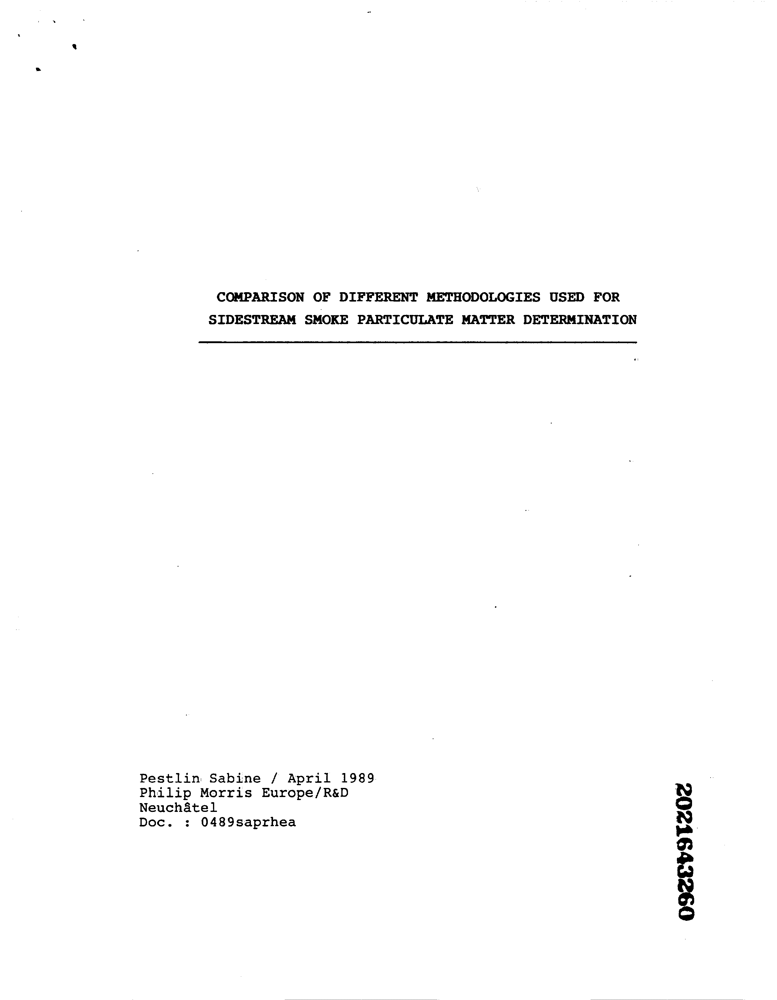 COMPARISON OF DIFFERENT METHODOLOGIES USED FOR
SIDESTREAM SMOKE PARTICULATE MATTER DETERMINATION
Pestlin Sabine / April 1989
Philip Morris Europe/R&D
Neuchâtel
Doc. : 0489saprhea
2021643260